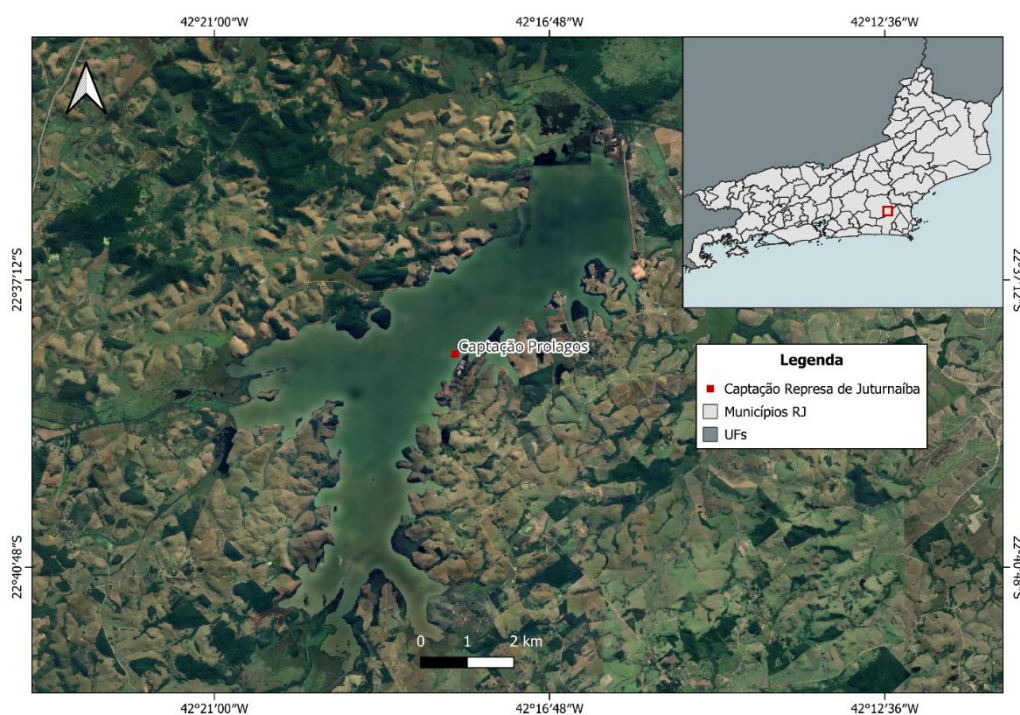 42°21'00"W
42°16'48"W
42°12'36"W
22°37'12"S
22°37'12"S
Captação Prolagos
Legenda
Captação Represa de Juturnaíba
Municípios RJ
UFs
22°40'48"S
22°40'48"S
0 1 2 km
42°21'00"W
42°16'48"W
42°12'36"W